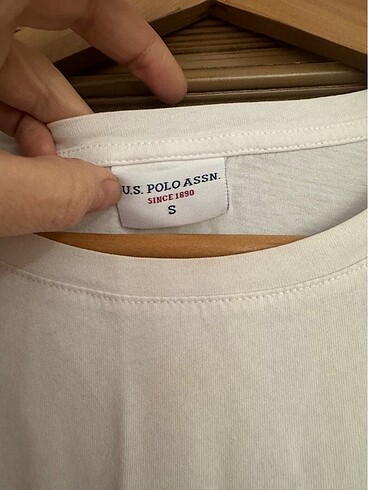 U.S. POLO ASSN.
SINCE 1890
S